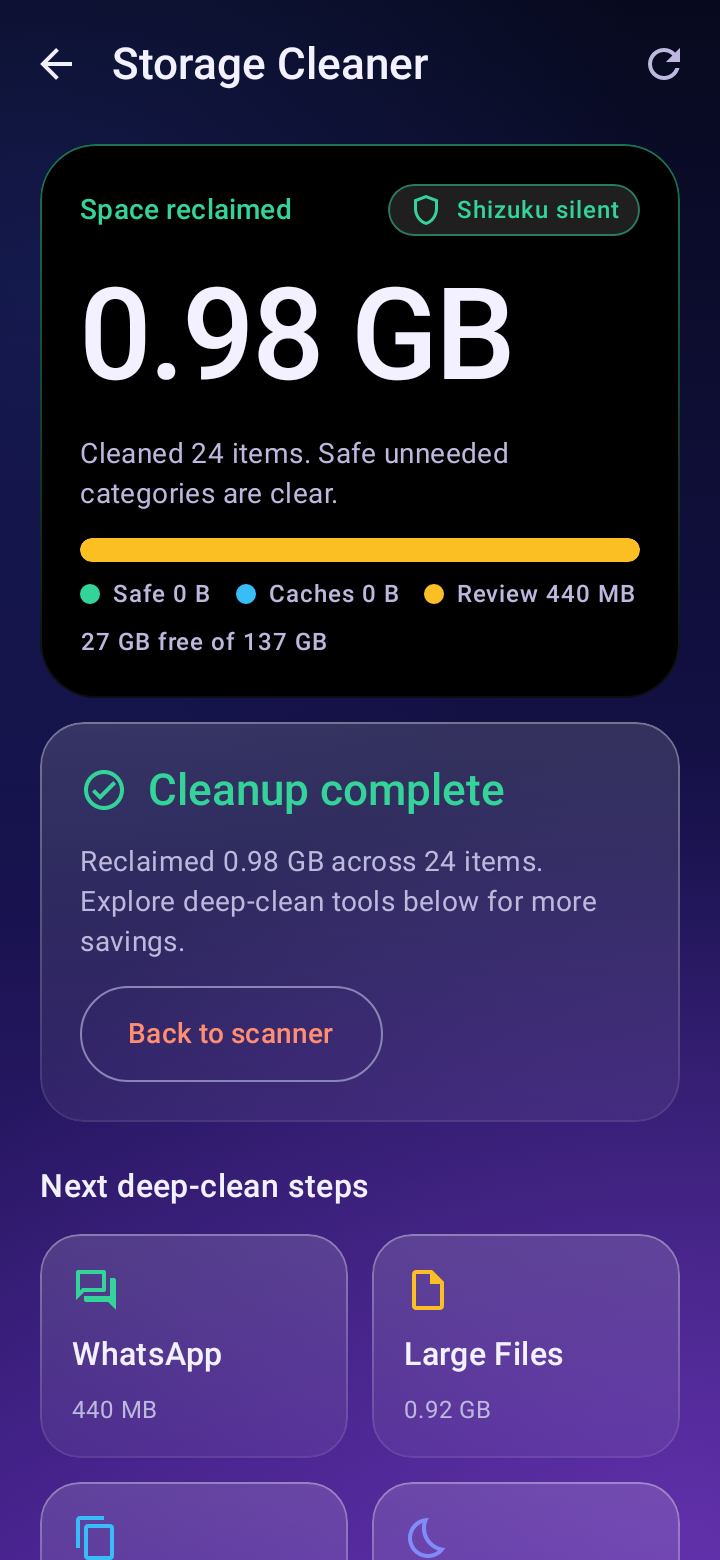 Storage Cleaner
Space reclaimed
Shizuku silent
0.98 GB
Cleaned 24 items. Safe unneeded
categories are clear.
Safe 0 B
Caches 0 B
Review 440 MB
27 GB free of 137 GB
Cleanup complete
Reclaimed 0.98 GB across 24 items.
Explore deep-clean tools below for more
savings.
Back to scanner
Next deep-clean steps
WhatsApp
440 MB
Large Files
0.92 GB